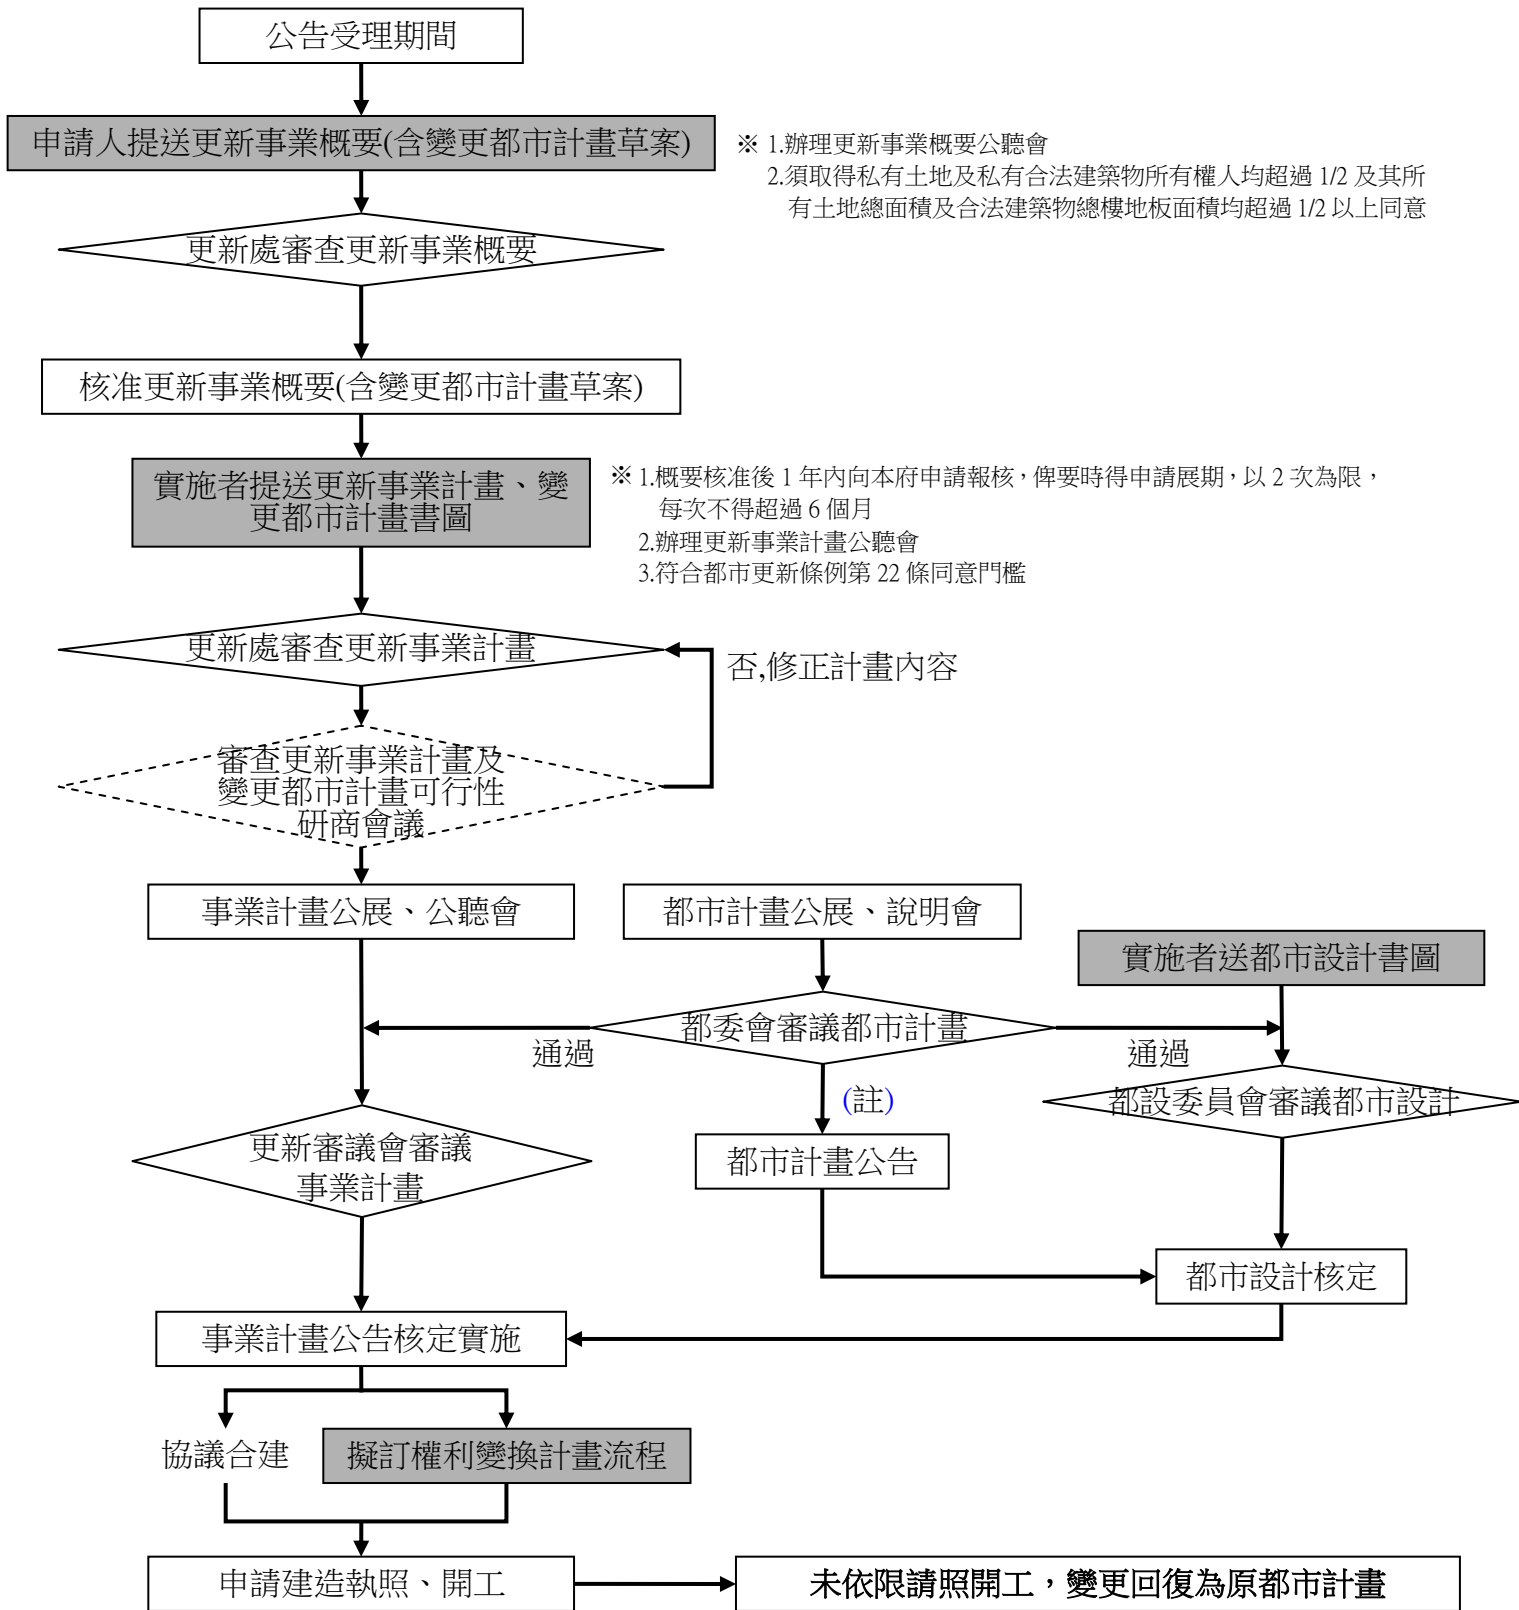 公告受理期間
申請人提送更新事業概要(含變更都市計畫草案)
※ 1.辦理更新事業概要公聽會
2.須取得私有土地及私有合法建築物所有權人均超過 1/2 及其所
有土地總面積及合法建築物總樓地板面積均超過 1/2 以上同意
更新處審查更新事業概要
核准更新事業概要(含變更都市計畫草案)
實施者提送更新事業計畫、變
更都市計畫書圖
※ 1.概要核准後 1 年內向本府申請報核，俾要時得申請展期，以 2 次為限，
每次不得超過 6 個月
2.辦理更新事業計畫公聽會
3.符合都市更新條例第 22 條同意門檻
更新處審查更新事業計畫
否,修正計畫內容
審查更新事業計畫及
變更都市計畫可行性
研商會議
事業計畫公展、公聽會
都市計畫公展、說明會
實施者送都市設計書圖
都委會審議都市計畫
通過
通過
(註)
都設委員會審議都市設計
更新審議會審議
事業計畫
都市計畫公告
都市設計核定
事業計畫公告核定實施
協議合建
擬訂權利變換計畫流程
申請建造執照、開工
未依限請照開工，變更回復為原都市計畫